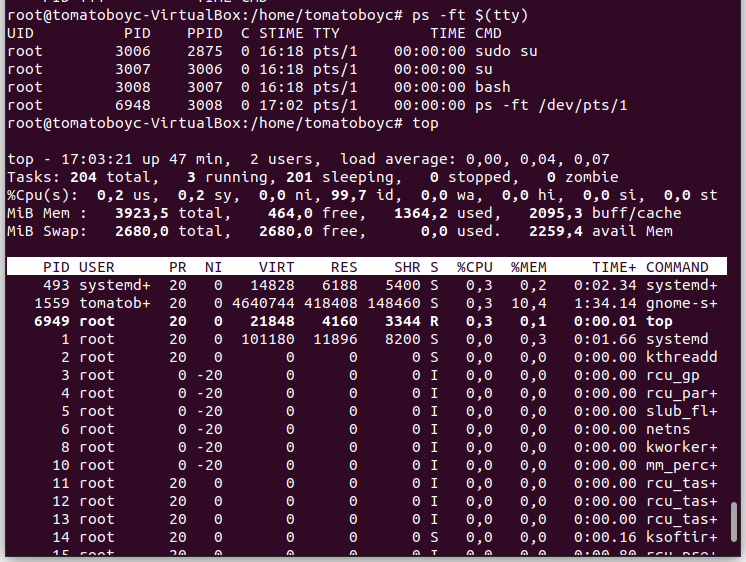 root@tomatoboyc-VirtualBox:/home/tomatoboyc# ps -ft $(tty)
UID PID PPID C STIME TTY TIME CMD
root 3006 2875 0 16:18 pts/1 00:00:00 sudo su
root 3007 3006 0 16:18 pts/1 00:00:00 su
root 3008 3007 0 16:18 pts/1 00:00:00 bash
root 6948 3008 0 17:02 pts/1 00:00:00 ps -ft /dev/pts/1
root@tomatoboyc-VirtualBox:/home/tomatoboyc# top
top - 17:03:21 up 47 min, 2 users, load average: 0,00, 0,04, 0,07
Tasks: 204 total, 3 running, 201 sleeping, 0 stopped, 0 zombie
%Cpu(s): 0,2 us, 0,2 sy, 0,0 ni, 99,7 id, 0,0 wa, 0,0 hi, 0,0 si, 0,0 st
MiB Mem : 3923,5 total, 464,0 free, 1364,2 used, 2095,3 buff/cache
MiB Swap: 2680,0 total, 2680,0 free, 0,0 used. 2259,4 avail Mem
PID USER PR NI VIRT RES SHR S %CPU %MEM TIME+ COMMAND
493 systemd+ 20 0 14828 6188 5400 S 0,3 0,2 0:02.34 systemd+
1559 tomatob+ 20 0 4640744 418408 148460 S 0,3 10,4 1:34.14 gnome-s+
6949 root 20 0 21848 4160 3344 R 0,3 0,1 0:00.01 top
1 root 20 0 101180 11896 8200 S 0,0 0,3 0:01.66 systemd
2 root 20 0 0 0 0 S 0,0 0,0 0:00.00 kthreadd
3 root 0 -20 0 0 0 I 0,0 0,0 0:00.00 rcu_gp
4 root 0 -20 0 0 0 I 0,0 0,0 0:00.00 rcu_par+
5 root 0 -20 0 0 0 I 0,0 0,0 0:00.00 slub_fl+
6 root 0 -20 0 0 0 I 0,0 0,0 0:00.00 netns
8 root 0 -20 0 0 0 I 0,0 0,0 0:00.00 kworker+
10 root 0 -20 0 0 0 I 0,0 0,0 0:00.00 mm_perc+
11 root 20 0 0 0 0 I 0,0 0,0 0:00.00 rcu_tas+
12 root 20 0 0 0 0 I 0,0 0,0 0:00.00 rcu_tas+
13 root 20 0 0 0 0 I 0,0 0,0 0:00.00 rcu_tas+
14 root 20 0 0 0 0 S 0,0 0,0 0:00.16 ksoftir+